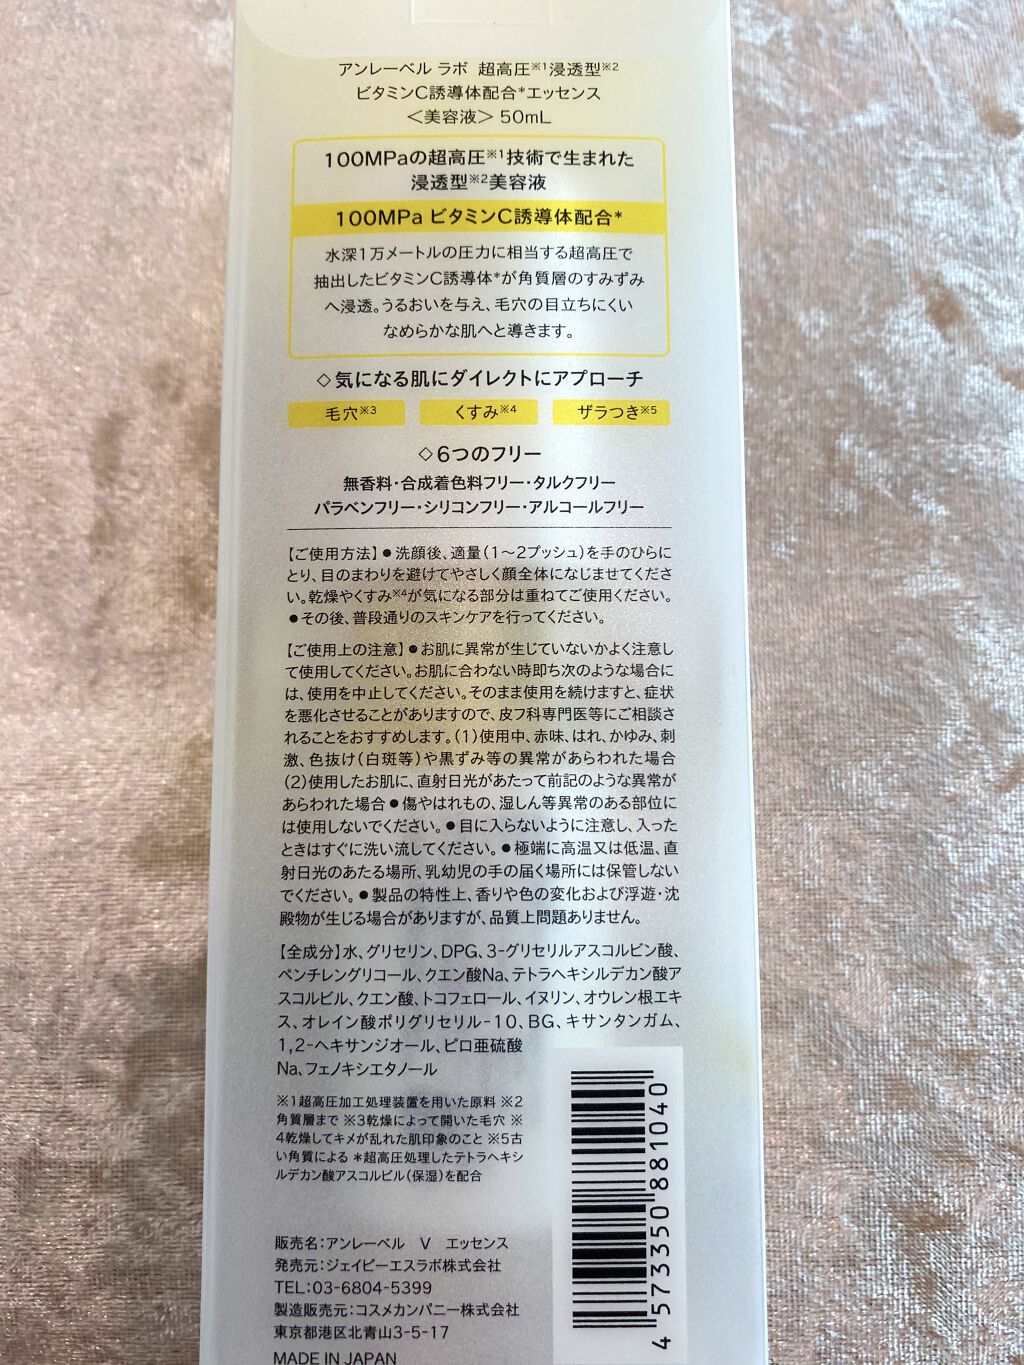 アンレーベル ラボ 超高圧※1浸透型※2
ビタミンC誘導体配合*エッセンス
＜美容液＞ 50mL
100MPaの超高圧※1技術で生まれた
浸透型※2美容液
100MPa ビタミンC誘導体配合*
水深1万メートルの圧力に相当する超高圧で
抽出したビタミンC誘導体*が角質層のすみずみ
へ浸透。うるおいを与え、毛穴の目立ちにくい
なめらかな肌へと導きます。
◇気になる肌にダイレクトにアプローチ
毛穴※3 くすみ※4 ザラつき※5
◇6つのフリー
無香料・合成着色料フリー・タルクフリー
パラベンフリー・シリコンフリー・アルコールフリー
【ご使用方法】●洗顔後、適量(1〜2プッシュ)を手のひらに
とり、目のまわりを避けてやさしく顔全体になじませてくださ
い。乾燥やくすみ※4が気になる部分は重ねてご使用ください。
●その後、普段通りのスキンケアを行ってください。
【ご使用上の注意】●お肌に異常が生じていないかよく注意し
て使用してください。お肌に合わない時即ち次のような場合に
は、使用を中止してください。そのまま使用を続けますと、症状
を悪化させることがありますので、皮フ科専門医等にご相談さ
れることをおすすめします。(1)使用中、赤味、はれ、かゆみ、刺
激、色抜け(白斑等)や黒ずみ等の異常があらわれた場合
(2)使用したお肌に、直射日光があたって前記のような異常が
あらわれた場合●傷やはれもの、湿しん等異常のある部位に
は使用しないでください。●目に入らないように注意し、入った
ときはすぐに洗い流してください。●極端に高温又は低温、直
射日光のあたる場所、乳幼児の手の届く場所には保管しない
でください。●製品の特性上、香りや色の変化および浮遊・沈
殿物が生じる場合がありますが、品質上問題ありません。
【全成分】水、グリセリン、DPG、3-グリセリルアスコルビン酸、
ペンチレングリコール、クエン酸Na、テトラヘキシルデカン酸ア
スコルビル、クエン酸、トコフェロール、イヌリン、オウレン根エキ
ス、オレイン酸ポリグリセリル-10、BG、キサンタンガム、
1,2-ヘキサンジオール、ピロ亜硫酸
Na、フェノキシエタノール
※1超高圧加工処理装置を用いた原料 ※2
角質層まで ※3乾燥によって開いた毛穴 ※
4乾燥してキメが乱れた肌印象のこと ※5古
い角質による *超高圧処理したテトラヘキシ
ルデカン酸アスコルビル(保湿)を配合
販売名：アンレーベル V エッセンス
発売元：ジェイピーエスラボ株式会社
TEL：03-6804-5399
製造販売元：コスメカンパニー株式会社
東京都港区北青山3-5-17
MADE IN JAPAN
4 573350 881040